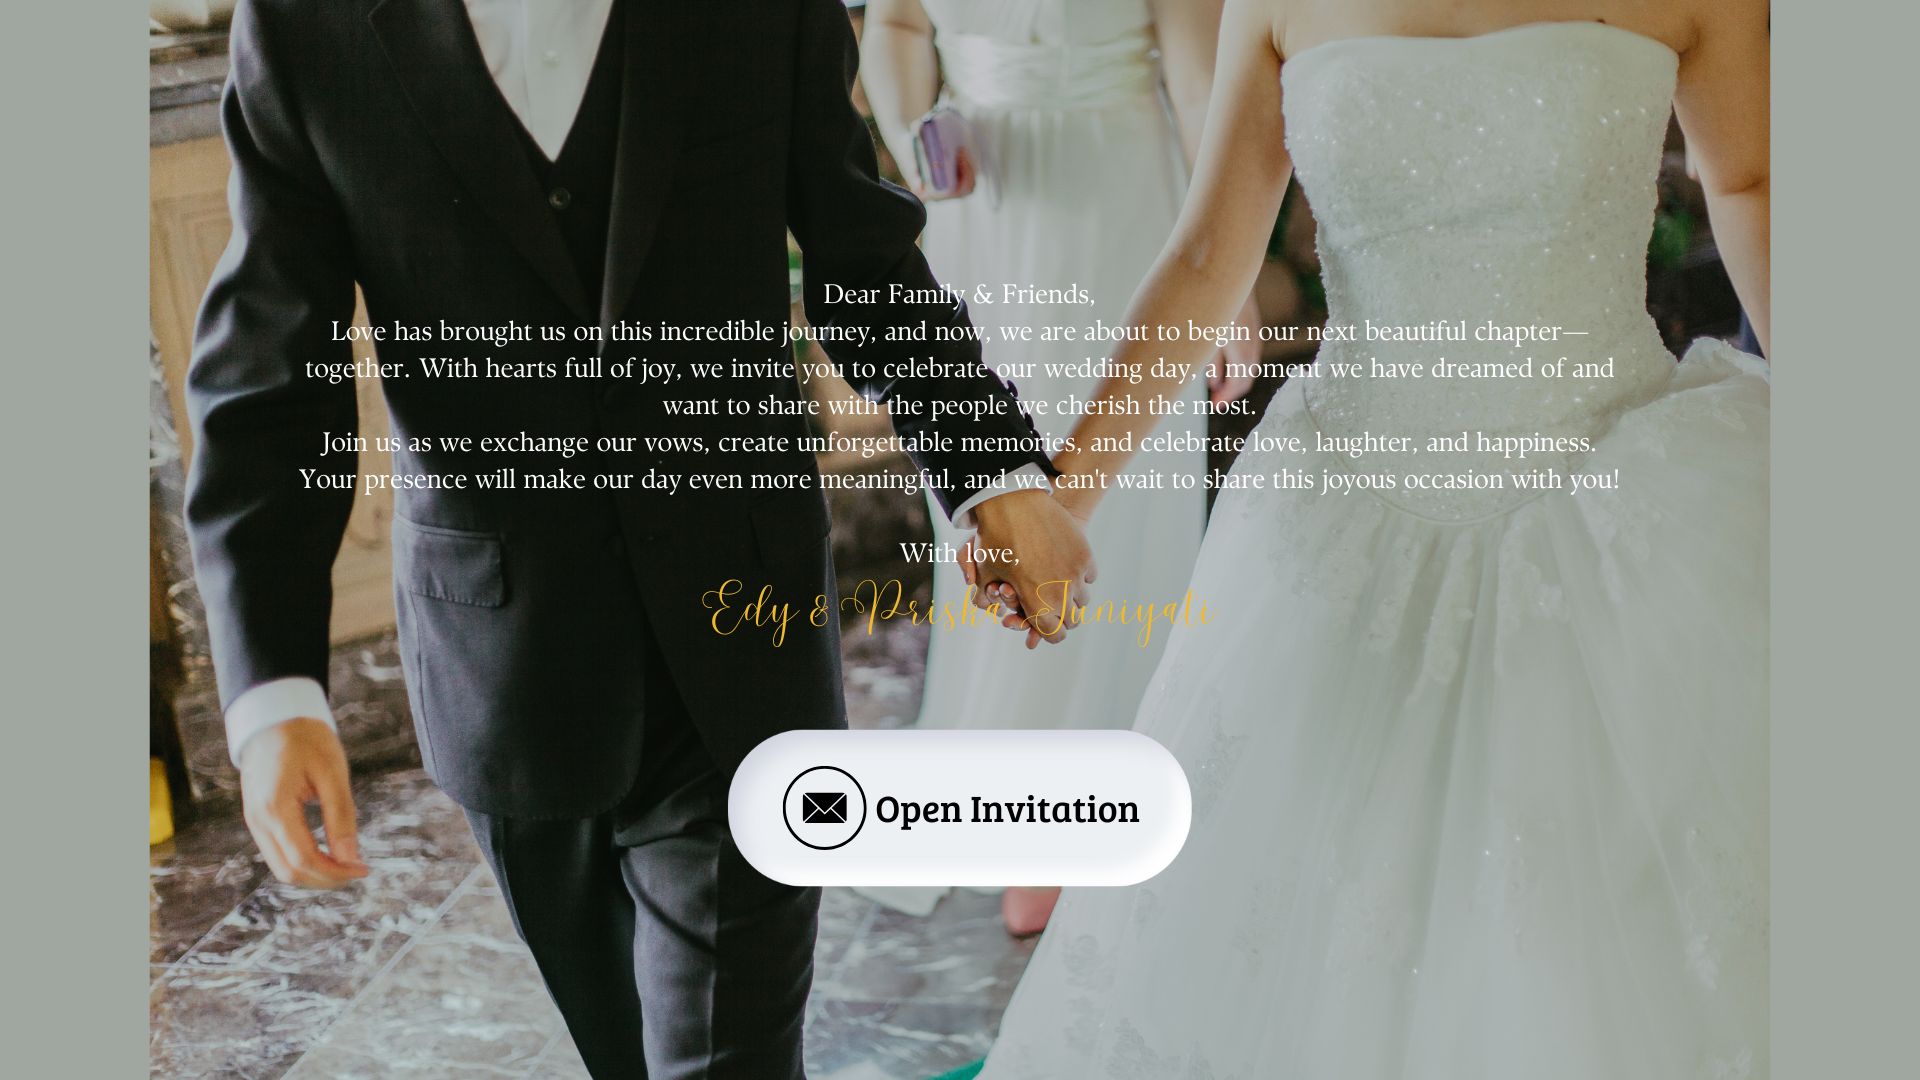 Dear Family & Friends,
Love has brought us on this incredible journey, and now, we are about to begin our next beautiful chapter—
together. With hearts full of joy, we invite you to celebrate our wedding day, a moment we have dreamed of and
want to share with the people we cherish the most.
Join us as we exchange our vows, create unforgettable memories, and celebrate love, laughter, and happiness.
Your presence will make our day even more meaningful, and we can't wait to share this joyous occasion with you!
With love,
Edy & Priska Juniyati
Open Invitation